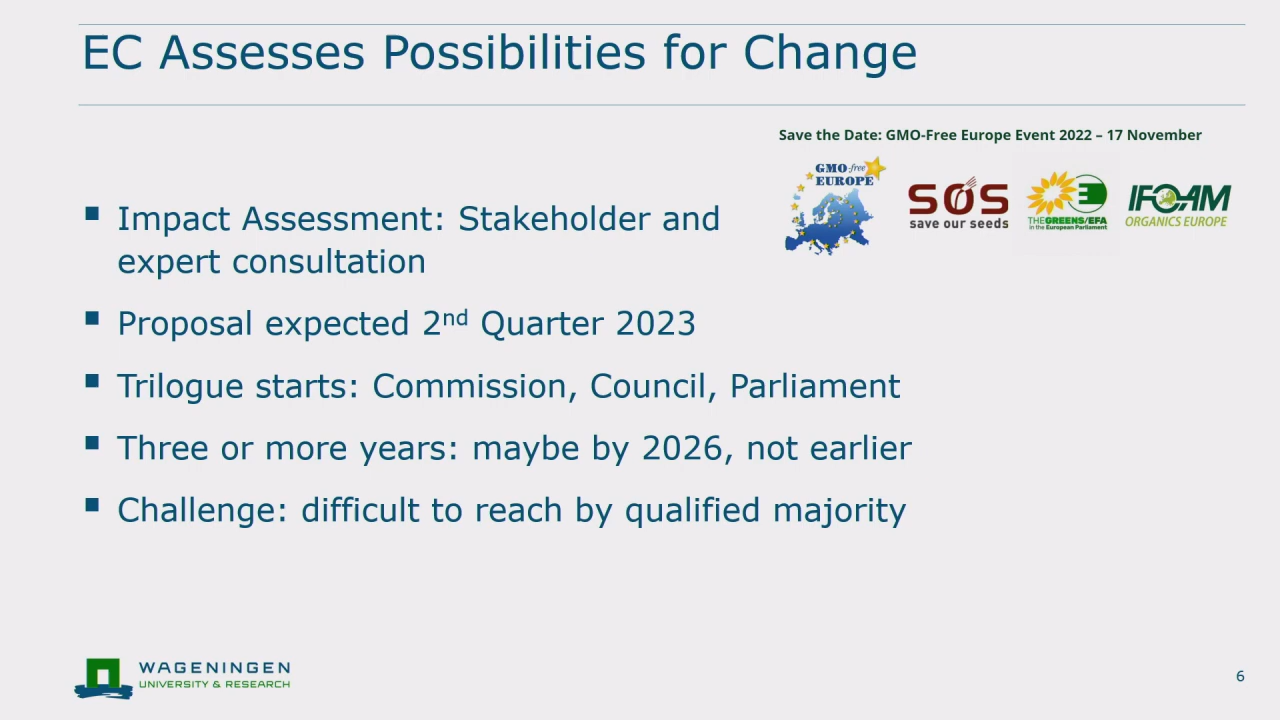 EC Assesses Possibilities for Change
Save the Date: GMO-Free Europe Event 2022 – 17 November
GMO-free
EUROPE
SOS
save our seeds
THE GREENS/EFA
in the European Parliament
IFOAM
ORGANICS EUROPE
▪ Impact Assessment: Stakeholder and
expert consultation
▪ Proposal expected 2nd Quarter 2023
▪ Trilogue starts: Commission, Council, Parliament
▪ Three or more years: maybe by 2026, not earlier
▪ Challenge: difficult to reach by qualified majority
WAGENINGEN
UNIVERSITY & RESEARCH
6